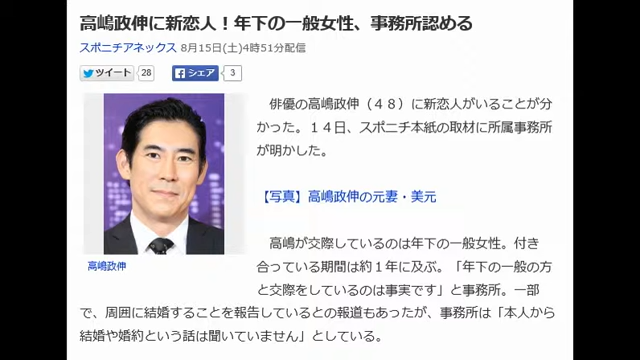 高嶋政伸に新恋人！年下の一般女性、事務所認める
スポニチアネックス 8月15日(土)4時51分配信
ツイート 28 シェア 3
俳優の高嶋政伸（４８）に新恋人がいることが分
かった。１４日、スポニチ本紙の取材に所属事務所
が明かした。
【写真】高嶋政伸の元妻・美元
高嶋政伸
高嶋が交際しているのは年下の一般女性。付き
合っている期間は約１年に及ぶ。「年下の一般の方
と交際をしているのは事実です」と事務所。一部
で、周囲に結婚することを報告しているとの報道もあったが、事務所は「本人から
結婚や婚約という話は聞いていません」としている。